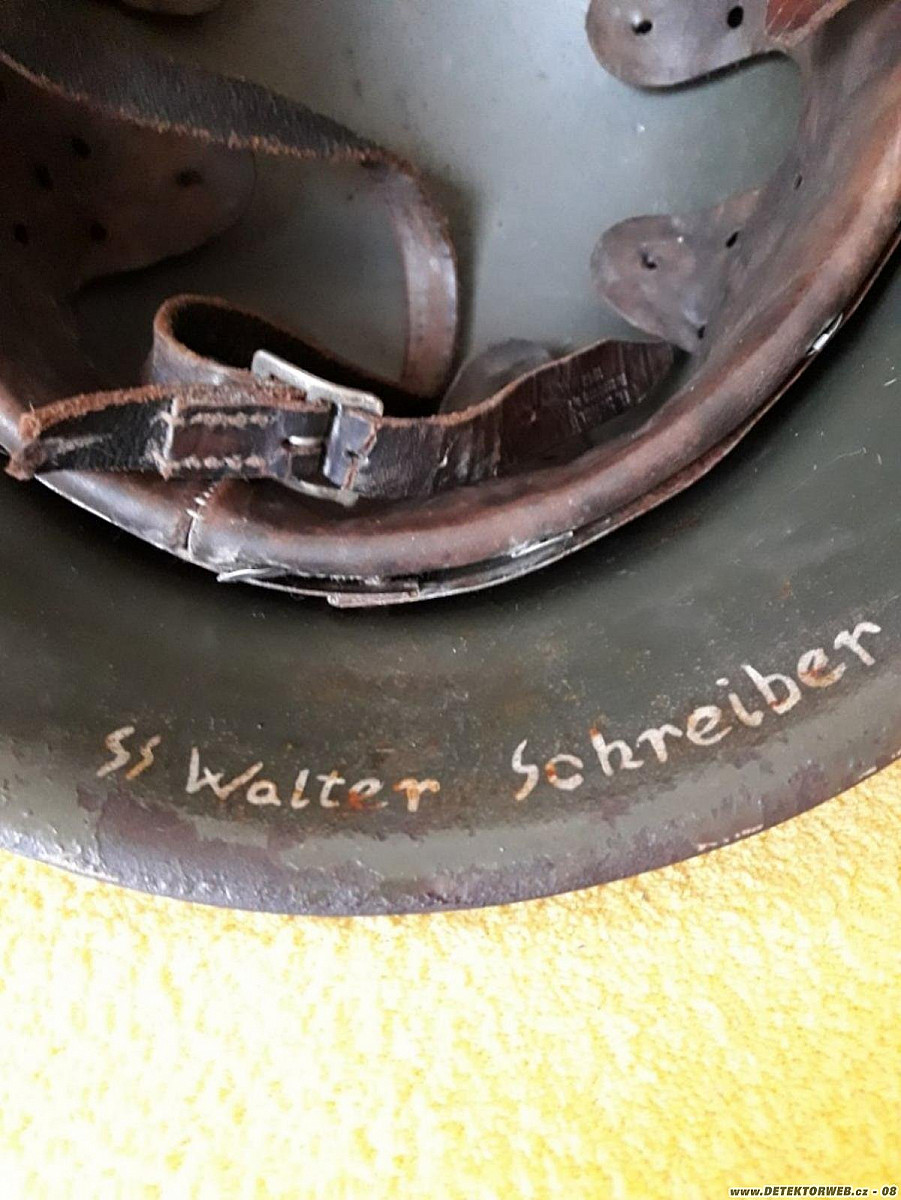 SS Walter Schreiber
www.DETEKTORWEB.cz - 08